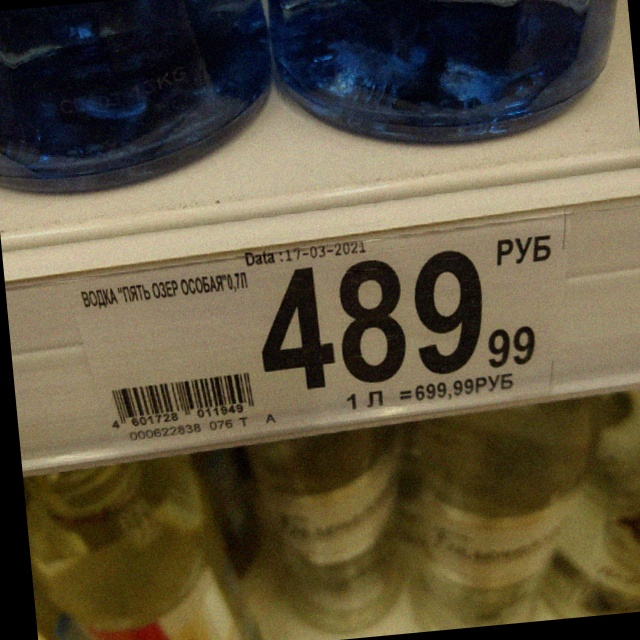 Data :17-03-2021
ВОДКА "ПЯТЬ ОЗЕР ОСОБАЯ"0,7Л
489 99
РУБ
1 Л =699,99РУБ
4 601728 011949
000622838 076 Т А